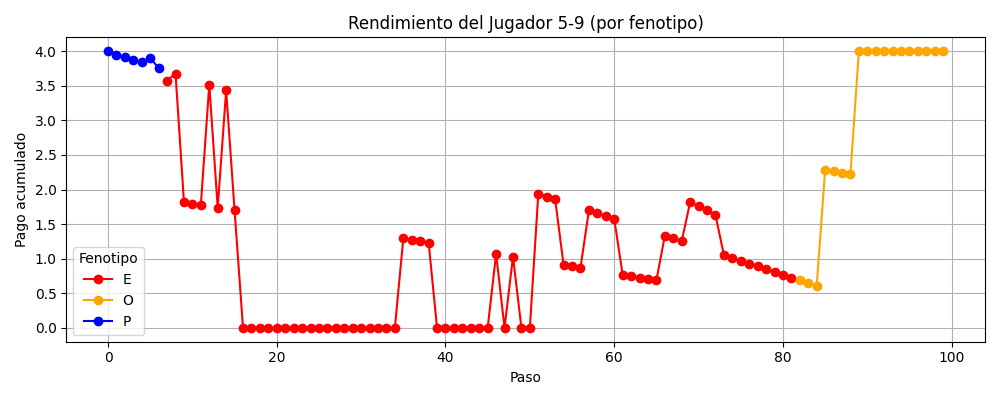 Rendimiento del Jugador 5-9 (por fenotipo)
Pago acumulado
4.0
3.5
3.0
2.5
2.0
1.5
1.0
0.5
0.0
Fenotipo
E
O
P
0
20
40
60
80
100
Paso